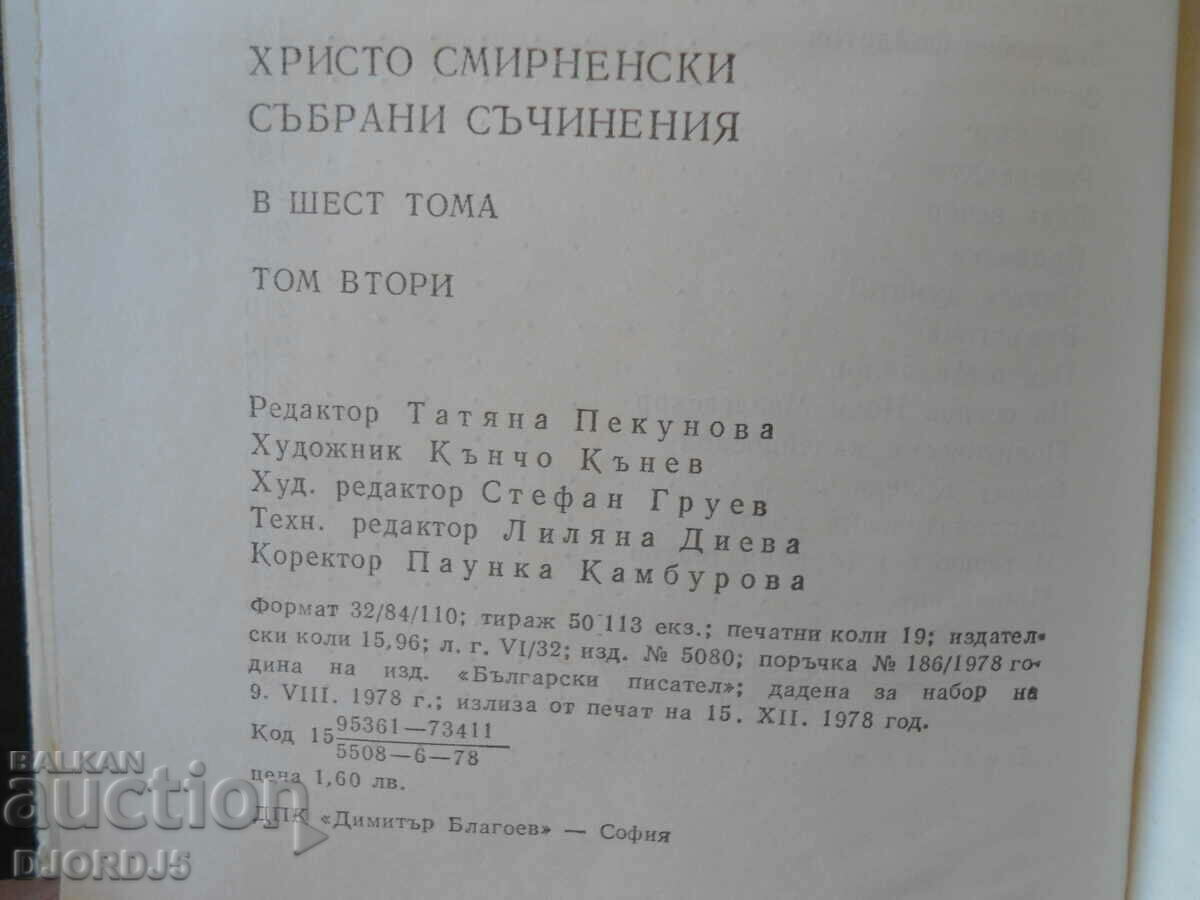 ХРИСТО СМИРНЕНСКИ
СЪБРАНИ СЪЧИНЕНИЯ
В ШЕСТ ТОМА
ТОМ ВТОРИ
Редактор Татяна Пекунова
Художник Кънчо Кънев
Худ. редактор Стефан Груев
Техн. редактор Лиляна Диева
Коректор Паунка Камбурова
Формат 32/84/110; тираж 50 113 екз.; печатни коли 19; издател-
ски коли 15,96; л. г. VI/32; изд. № 5080; поръчка № 186/1978 го-
дина на изд. «Български писател»; дадена за набор на
9. VIII. 1978 г.; излиза от печат на 15. XII. 1978 год.
Код 15 95361—73411
5508—6—78
цена 1,60 лв.
ДПК «Димитър Благоев» — София
BALKAN
auction
DJORDJ5